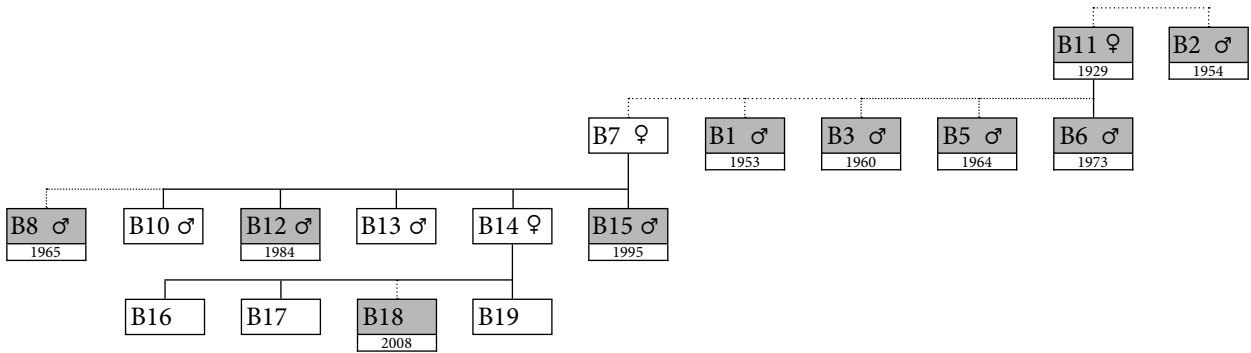 B11 ♀ B2 ♂
1929 1954
B7 ♀ B1 ♂ B3 ♂ B5 ♂ B6 ♂
1953 1960 1964 1973
B8 ♂ B10 ♂ B12 ♂ B13 ♂ B14 ♀ B15 ♂
1965 1984 1995
B16 B17 B18 B19
2008